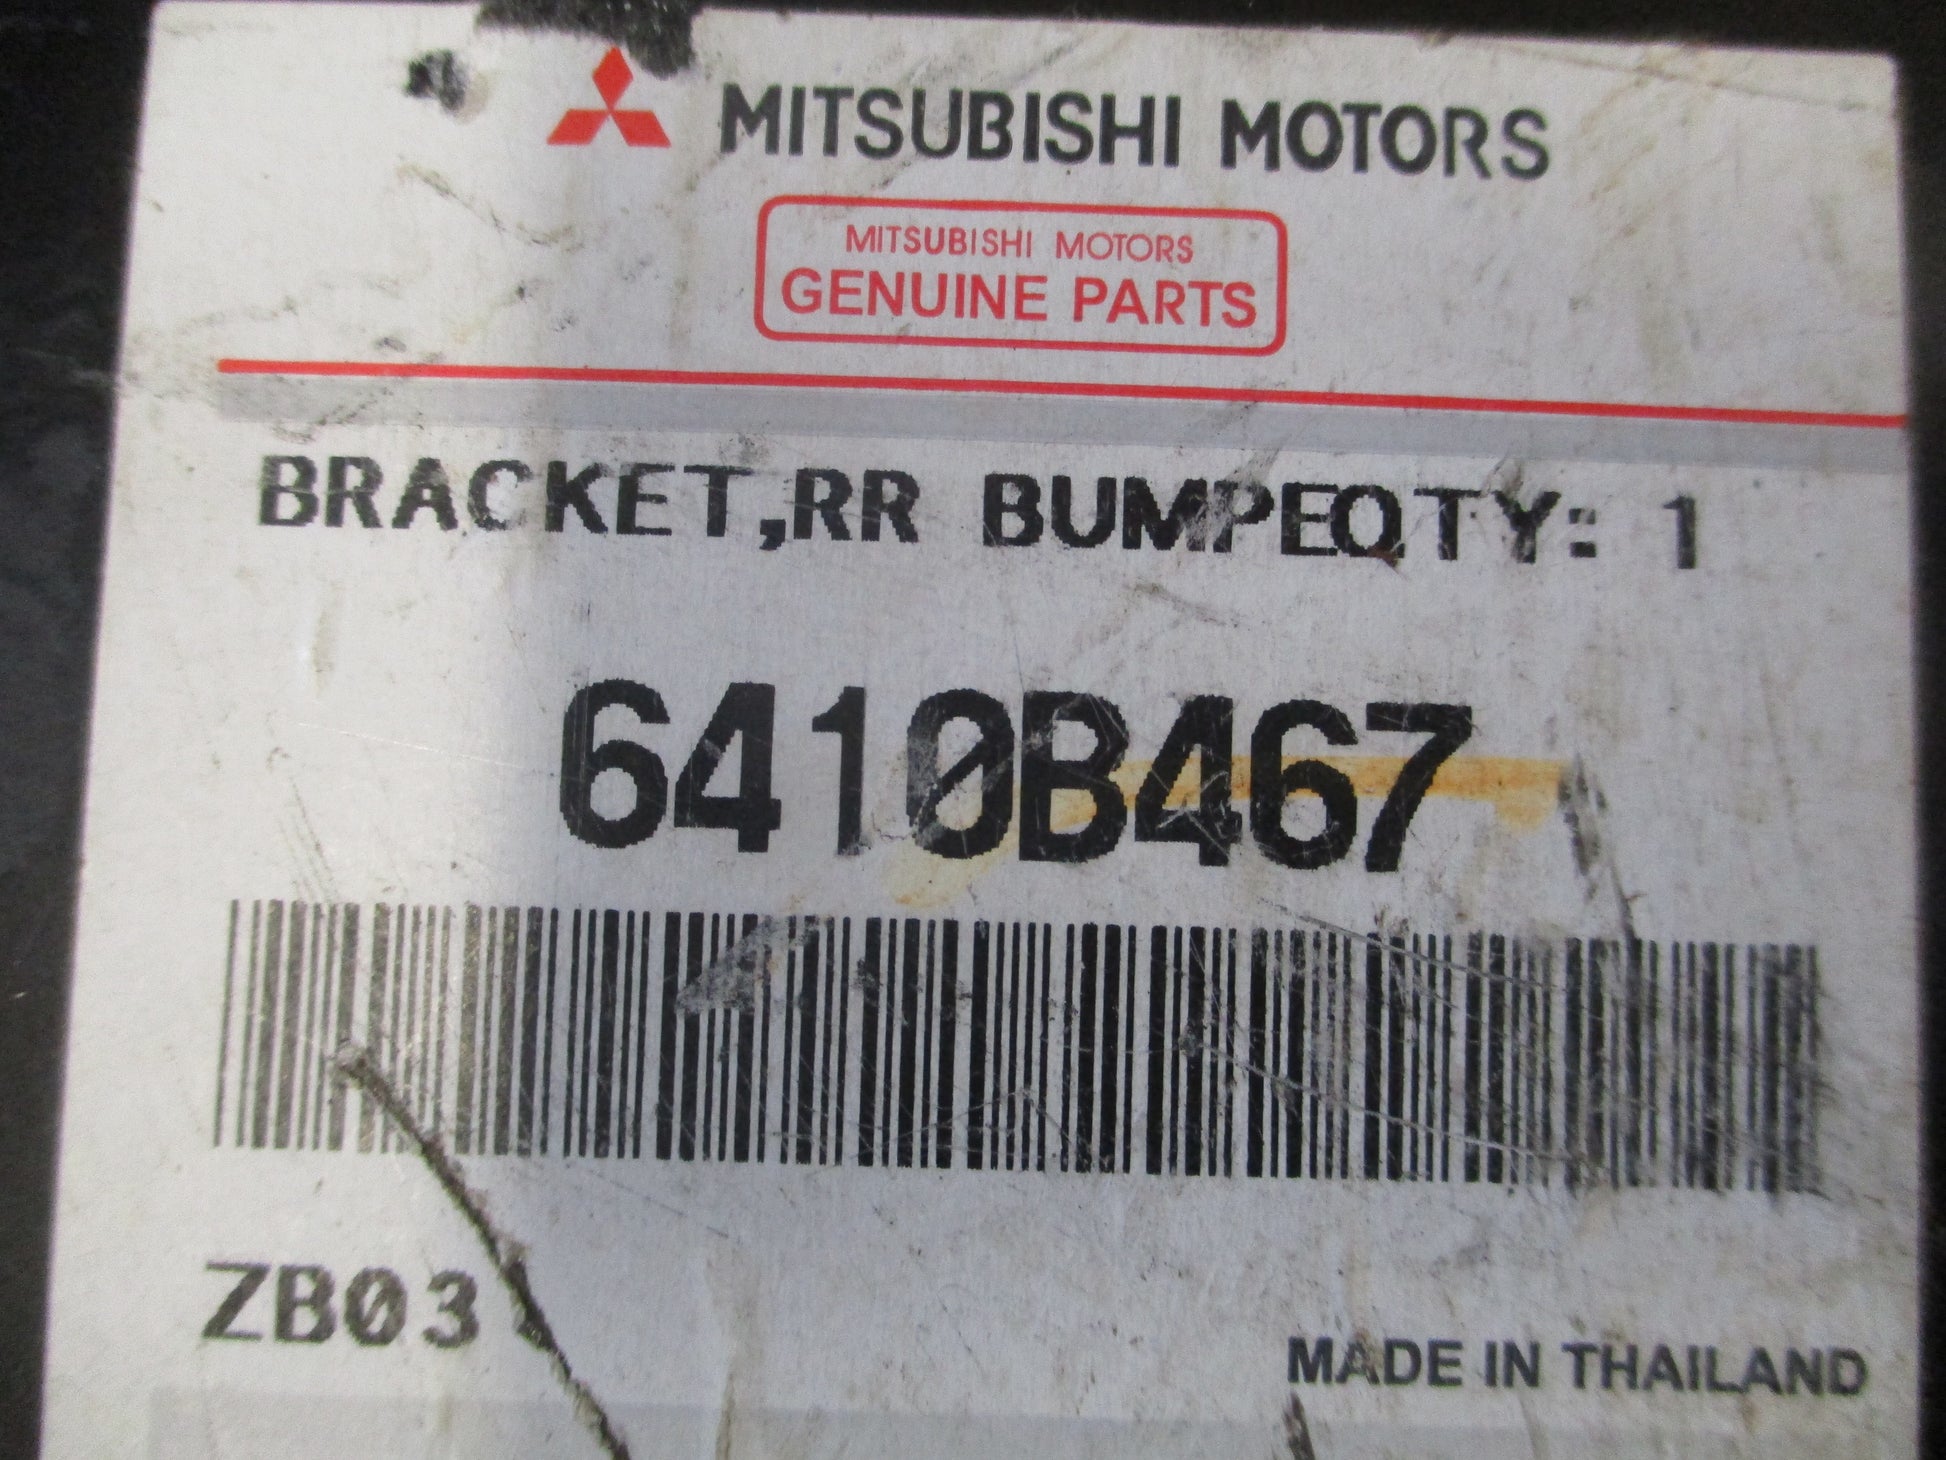 MITSUBISHI MOTORS
MITSUBISHI MOTORS
GENUINE PARTS
BRACKET,RR BUMPEQTY: 1
6410B467
ZB03
MADE IN THAILAND